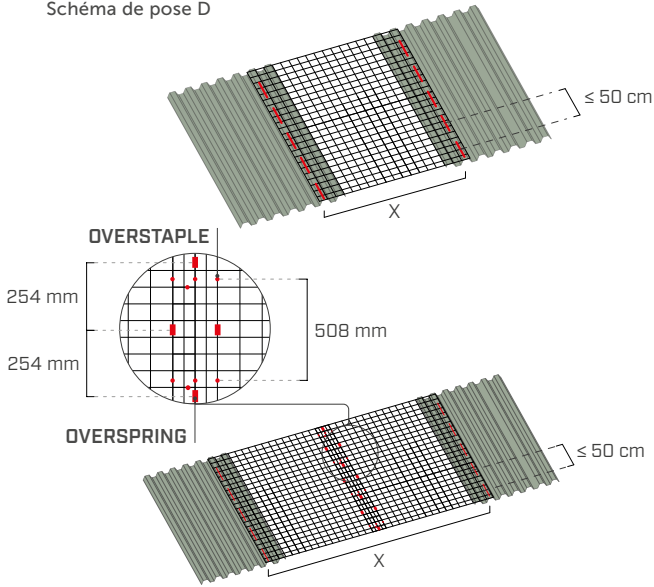 Schéma de pose D
≤ 50 cm
X
OVERSTAPLE
254 mm
508 mm
254 mm
OVERSPRING
≤ 50 cm
X